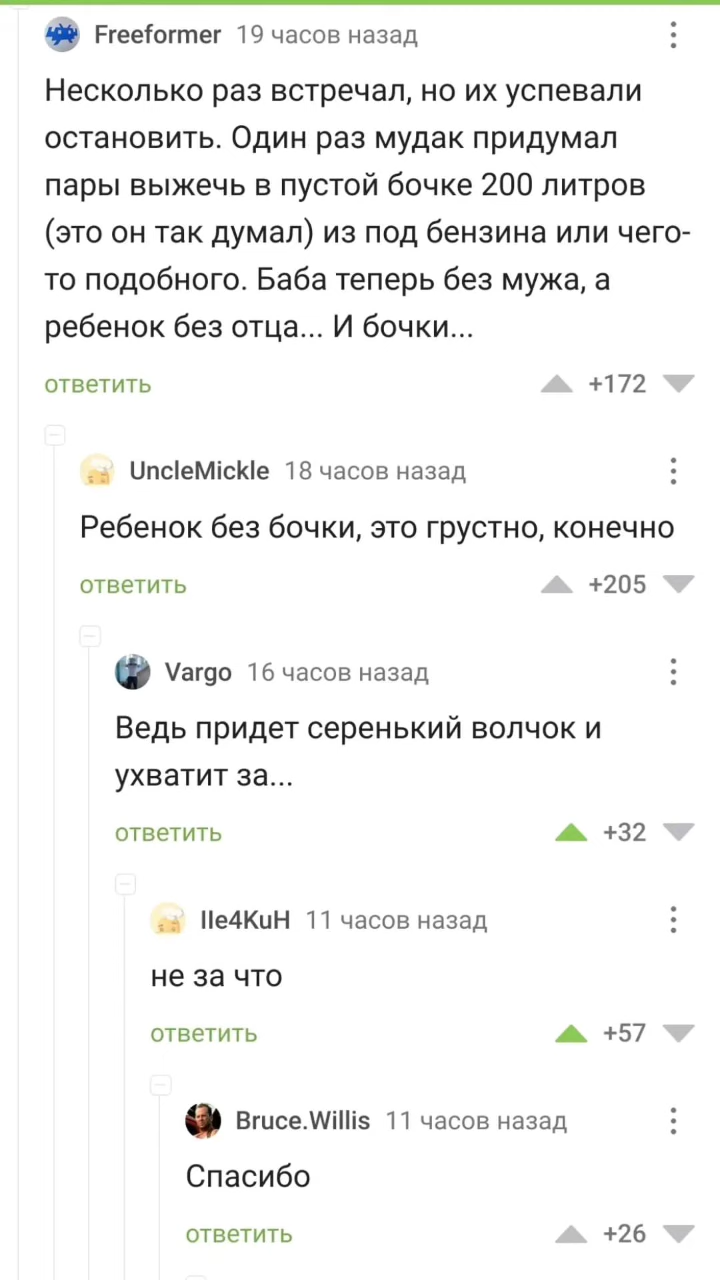 Freeformer 19 часов назад
Несколько раз встречал, но их успевали
остановить. Один раз мудак придумал
пары выжечь в пустой бочке 200 литров
(это он так думал) из под бензина или чего-
то подобного. Баба теперь без мужа, а
ребенок без отца... И бочки...
ответить +172
UncleMickle 18 часов назад
Ребенок без бочки, это грустно, конечно
ответить +205
Vargo 16 часов назад
Ведь придет серенький волчок и
ухватит за...
ответить +32
IIe4KuH 11 часов назад
не за что
ответить +57
Bruce.Willis 11 часов назад
Спасибо
ответить +26